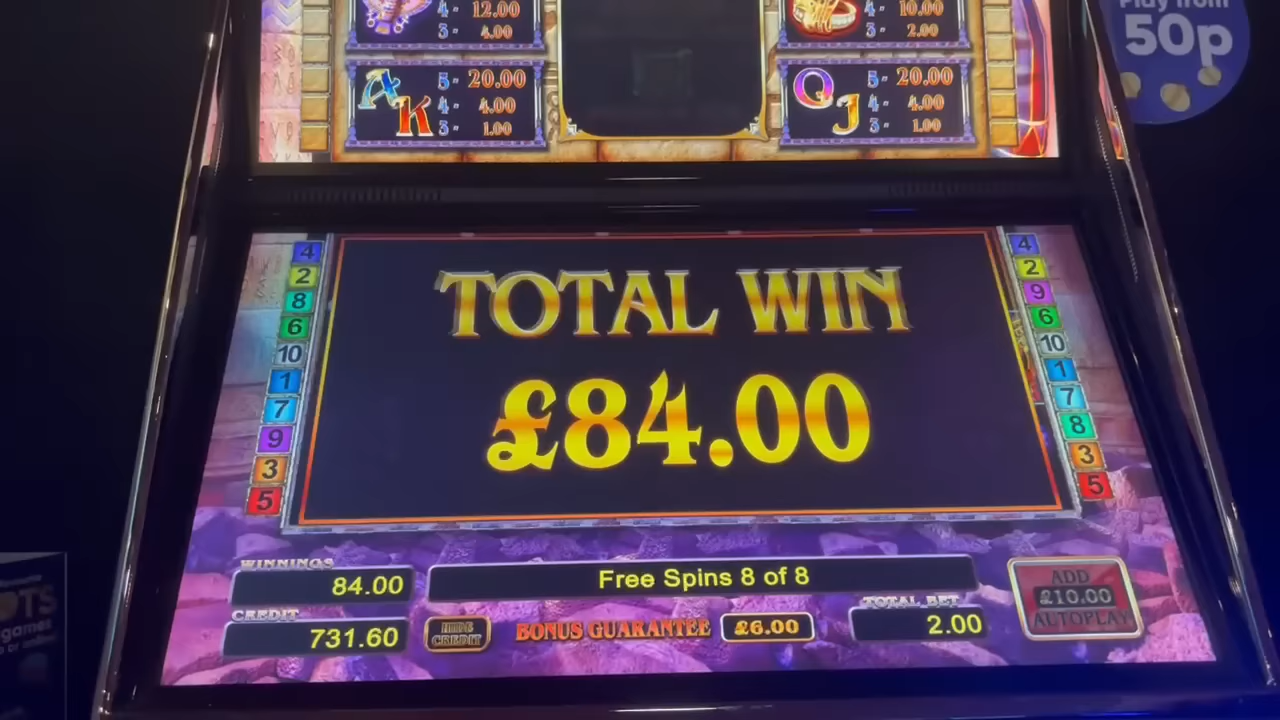 4- 12.00
3- 4.00
4- 10.00
3- 2.00
Play from
50p
A K
5- 20.00
4- 4.00
3- 1.00
Q J
5- 20.00
4- 4.00
3- 1.00
TOTAL WIN
£84.00
4
2
8
6
10
1
7
9
3
5
4
2
9
6
10
1
7
8
3
5
WINNINGS
84.00
Free Spins 8 of 8
CREDIT
731.60
HIDE
CREDIT
BONUS GUARANTEE £6.00
TOTAL BET
2.00
ADD
£10.00
AUTOPLAY
games